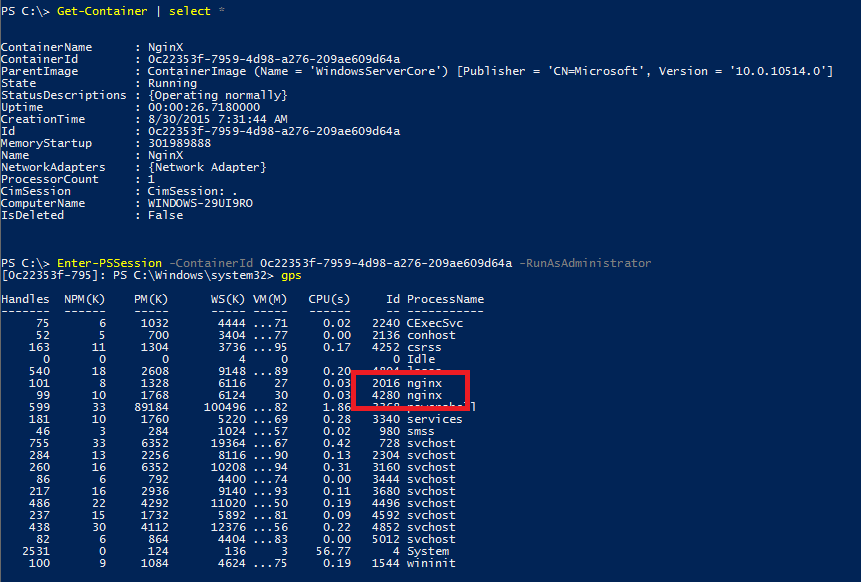 PS C:\> Get-Container | select *
ContainerName : NginX
ContainerId : 0c22353f-7959-4d98-a276-209ae609d64a
ParentImage : ContainerImage (Name = 'WindowsServerCore') [Publisher = 'CN=Microsoft', Version = '10.0.10514.0']
State : Running
StatusDescriptions : {Operating normally}
Uptime : 00:00:26.7180000
CreationTime : 8/30/2015 7:31:44 AM
Id : 0c22353f-7959-4d98-a276-209ae609d64a
MemoryStartup : 301989888
Name : NginX
NetworkAdapters : {Network Adapter}
ProcessorCount : 1
CimSession : CimSession: .
ComputerName : WINDOWS-29UI9RO
IsDeleted : False
PS C:\> Enter-PSSession -ContainerId 0c22353f-7959-4d98-a276-209ae609d64a -RunAsAdministrator
[0c22353f-795]: PS C:\Windows\system32> gps
Handles NPM(K) PM(K) WS(K) VM(M) CPU(s) Id ProcessName
------- ------ ----- ----- ----- ------ -- -----------
75 6 1032 4444 ...71 0.02 2240 CExecSvc
52 5 700 3404 ...77 0.00 2136 conhost
163 11 1304 3736 ...95 0.17 4252 csrss
0 0 0 4 0 0 Idle
540 18 2608 9148 ...89 0.20
101 8 1328 6116 27 0.03 2016 nginx
99 10 1768 6124 30 0.03 4280 nginx
599 33 89184 100496 ...82 1.86
181 10 1760 5220 ...69 0.28 3340 services
46 3 284 1024 ...57 0.02 980 smss
755 33 6352 19364 ...67 0.42 728 svchost
284 13 2256 8116 ...90 0.13 2304 svchost
260 16 6352 10208 ...94 0.31 3160 svchost
86 6 792 4400 ...74 0.00 3444 svchost
217 16 2936 9140 ...93 0.11 3680 svchost
486 22 4292 11020 ...50 0.19 4496 svchost
237 15 1732 5892 ...81 0.09 4592 svchost
438 30 4112 12376 ...56 0.22 4852 svchost
82 6 864 4404 ...83 0.00 5012 svchost
2531 0 124 136 3 56.77 4 System
100 9 1084 4624 ...75 0.19 1544 wininit